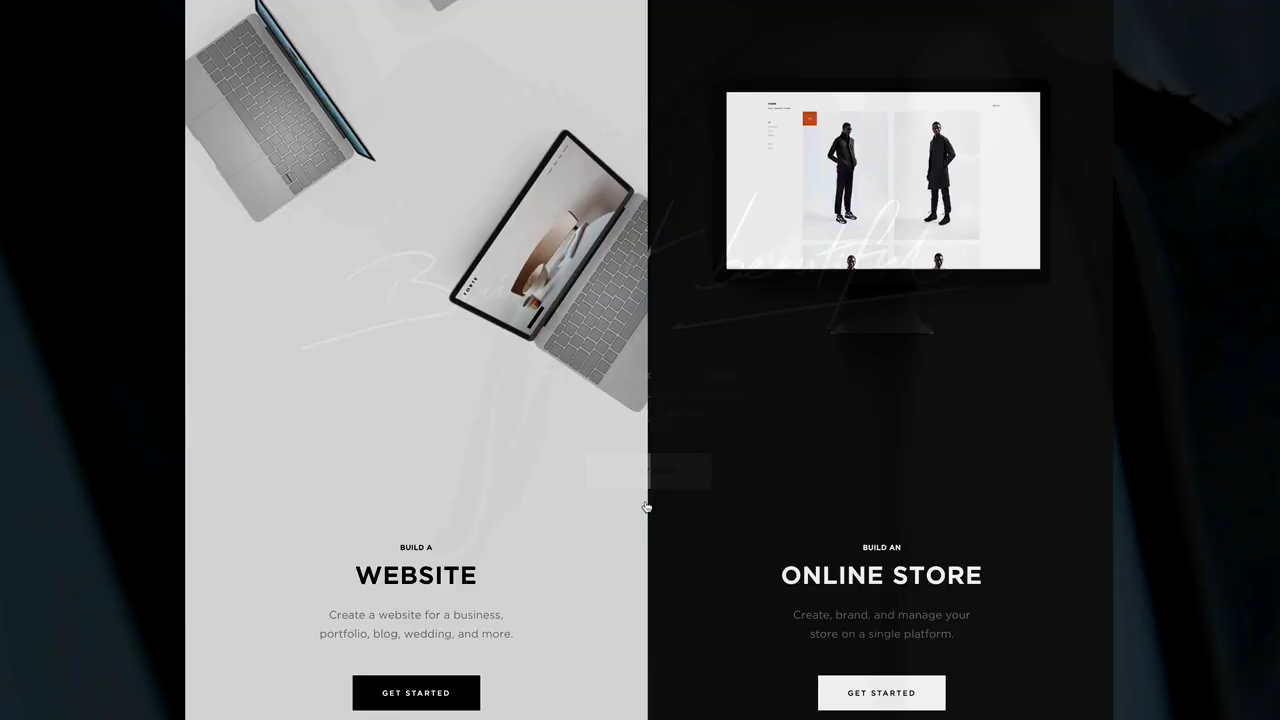 beautiful
BUILD A
WEBSITE
Create a website for a business,
portfolio, blog, wedding, and more.
GET STARTED
BUILD AN
ONLINE STORE
Create, brand, and manage your
store on a single platform.
GET STARTED